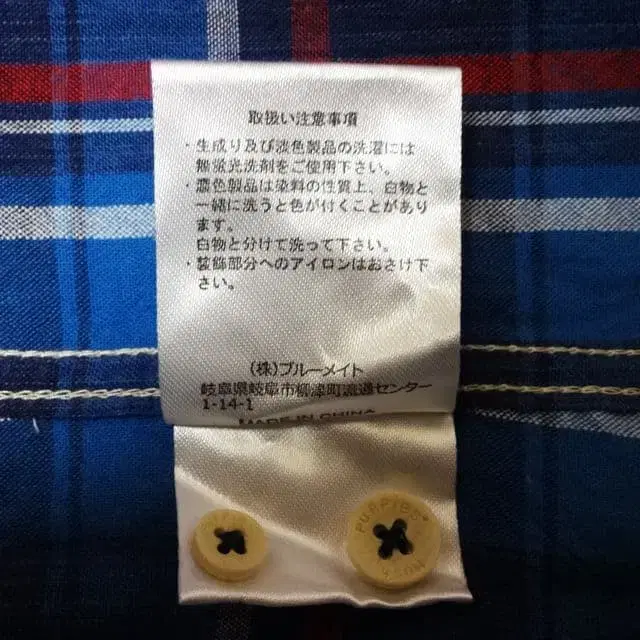 取扱い注意事項
・生成り及び淡色製品の洗濯には
無蛍光洗剤をご使用下さい。
・濃色製品は染料の性質上、白物と
一緒に洗うと色が付くことがあり
ます。
白物と分けて洗って下さい。
・装飾部分へのアイロンはおさけ下
さい。
(株)ブルーメイト
岐阜県岐阜市柳津町流通センター
1-14-1
MADE IN CHINA
PUPPIES